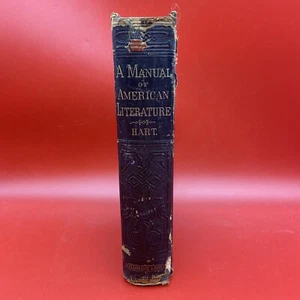 A MANUAL
OF
AMERICAN
LITERATURE
HART.